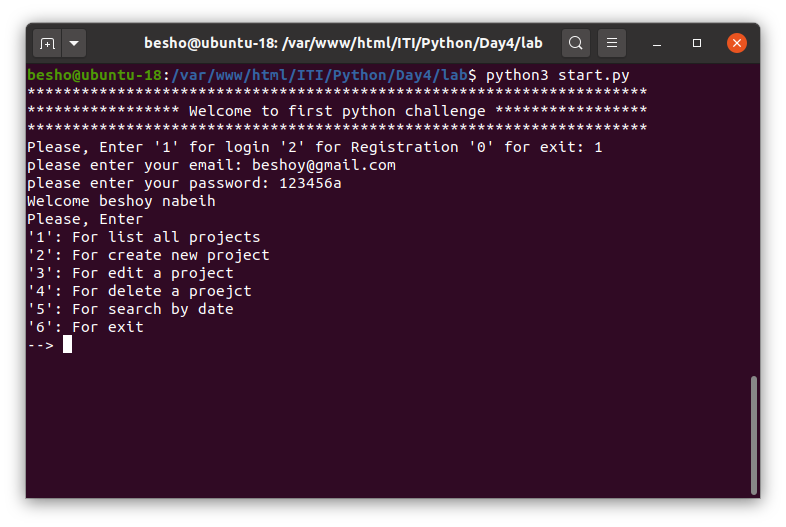 besho@ubuntu-18: /var/www/html/ITI/Python/Day4/lab
besho@ubuntu-18:/var/www/html/ITI/Python/Day4/lab$ python3 start.py
*********************************************************************
***************** Welcome to first python challenge *****************
*********************************************************************
Please, Enter '1' for login '2' for Registration '0' for exit: 1
please enter your email: beshoy@gmail.com
please enter your password: 123456a
Welcome beshoy nabeih
Please, Enter
'1': For list all projects
'2': For create new project
'3': For edit a project
'4': For delete a proejct
'5': For search by date
'6': For exit
-->